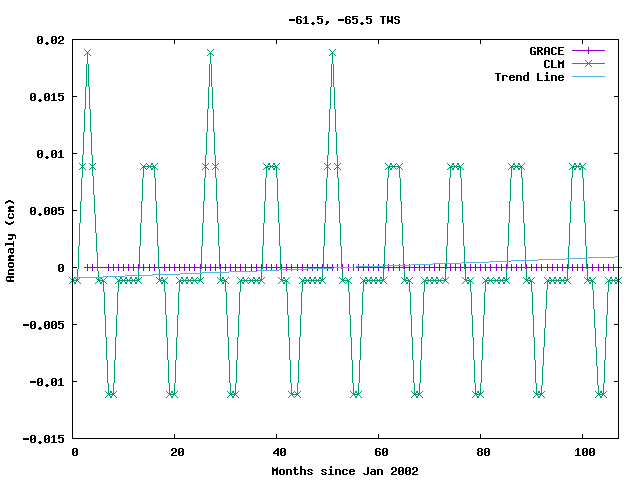 -61.5, -65.5 TWS
GRACE
CLM
Trend Line
0.02
0.015
0.01
0.005
0
-0.005
-0.01
-0.015
Anomaly (cm)
0 20 40 60 80 100
Months since Jan 2002